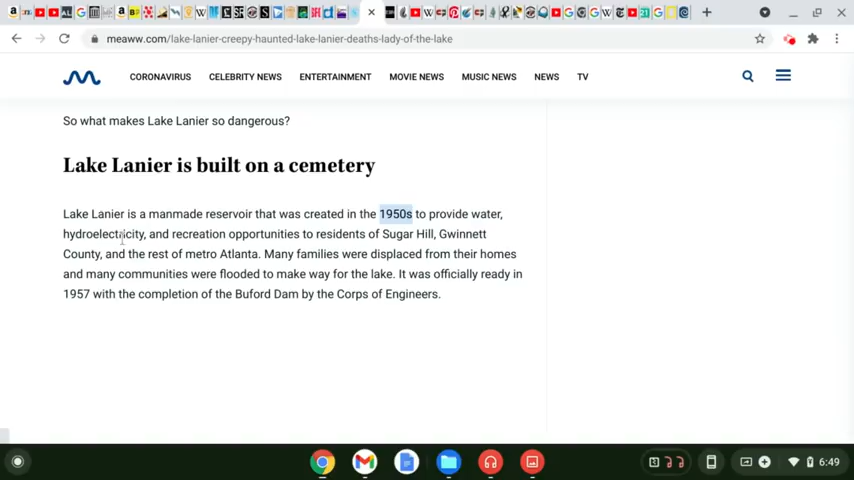 meaww.com/lake-lanier-creepy-haunted-lake-lanier-deaths-lady-of-the-lake
CORONAVIRUS CELEBRITY NEWS ENTERTAINMENT MOVIE NEWS MUSIC NEWS NEWS TV
So what makes Lake Lanier so dangerous?
Lake Lanier is built on a cemetery
Lake Lanier is a manmade reservoir that was created in the 1950s to provide water,
hydroelectricity, and recreation opportunities to residents of Sugar Hill, Gwinnett
County, and the rest of metro Atlanta. Many families were displaced from their homes
and many communities were flooded to make way for the lake. It was officially ready in
1957 with the completion of the Buford Dam by the Corps of Engineers.
6:49